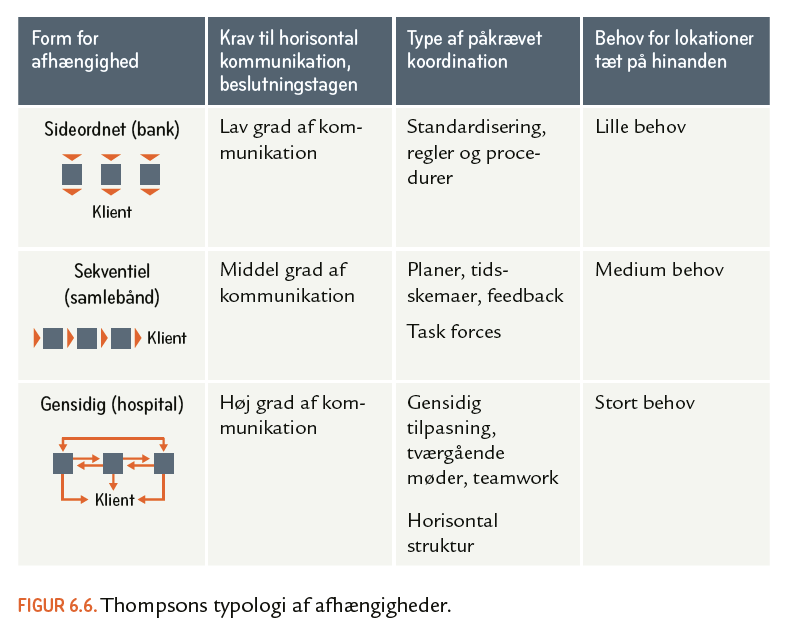 Form for
afhængighed
Krav til horisontal
kommunikation,
beslutningstagen
Type af påkrævet
koordination
Behov for lokationer
tæt på hinanden
Sideordnet (bank)
Klient
Lav grad af kom-
munikation
Standardisering,
regler og proce-
durer
Lille behov
Sekventiel
(samlebånd)
Klient
Middel grad af
kommunikation
Planer, tids-
skemaer, feedback
Task forces
Medium behov
Gensidig (hospital)
Klient
Høj grad af kom-
munikation
Gensidig
tilpasning,
tværgående
møder, teamwork
Horisontal
struktur
Stort behov
FIGUR 6.6. Thompsons typologi af afhængigheder.